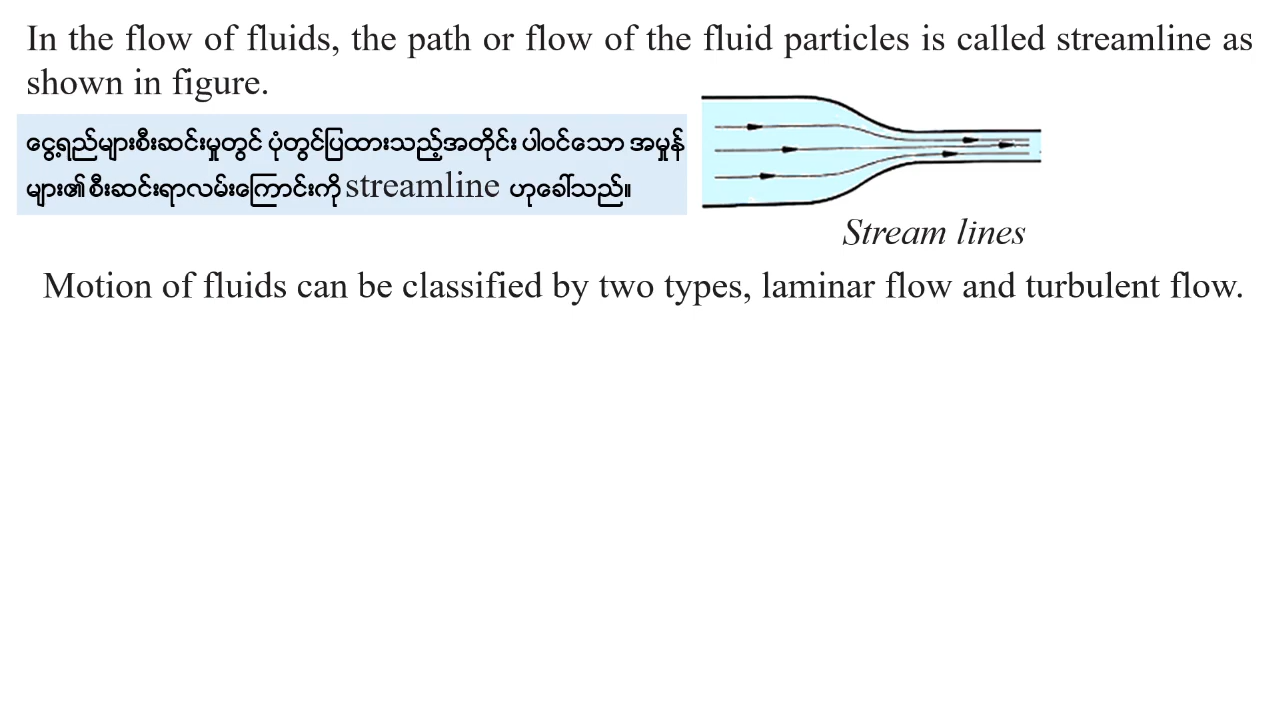 In the flow of fluids, the path or flow of the fluid particles is called streamline as
shown in figure.
ငွေ့ရည်များစီးဆင်းမှုတွင် ပုံတွင်ပြထားသည့်အတိုင်း ပါဝင်သော အမှုန်
များ၏ စီးဆင်းရာလမ်းကြောင်းကို streamline ဟုခေါ်သည်။
Stream lines
Motion of fluids can be classified by two types, laminar flow and turbulent flow.